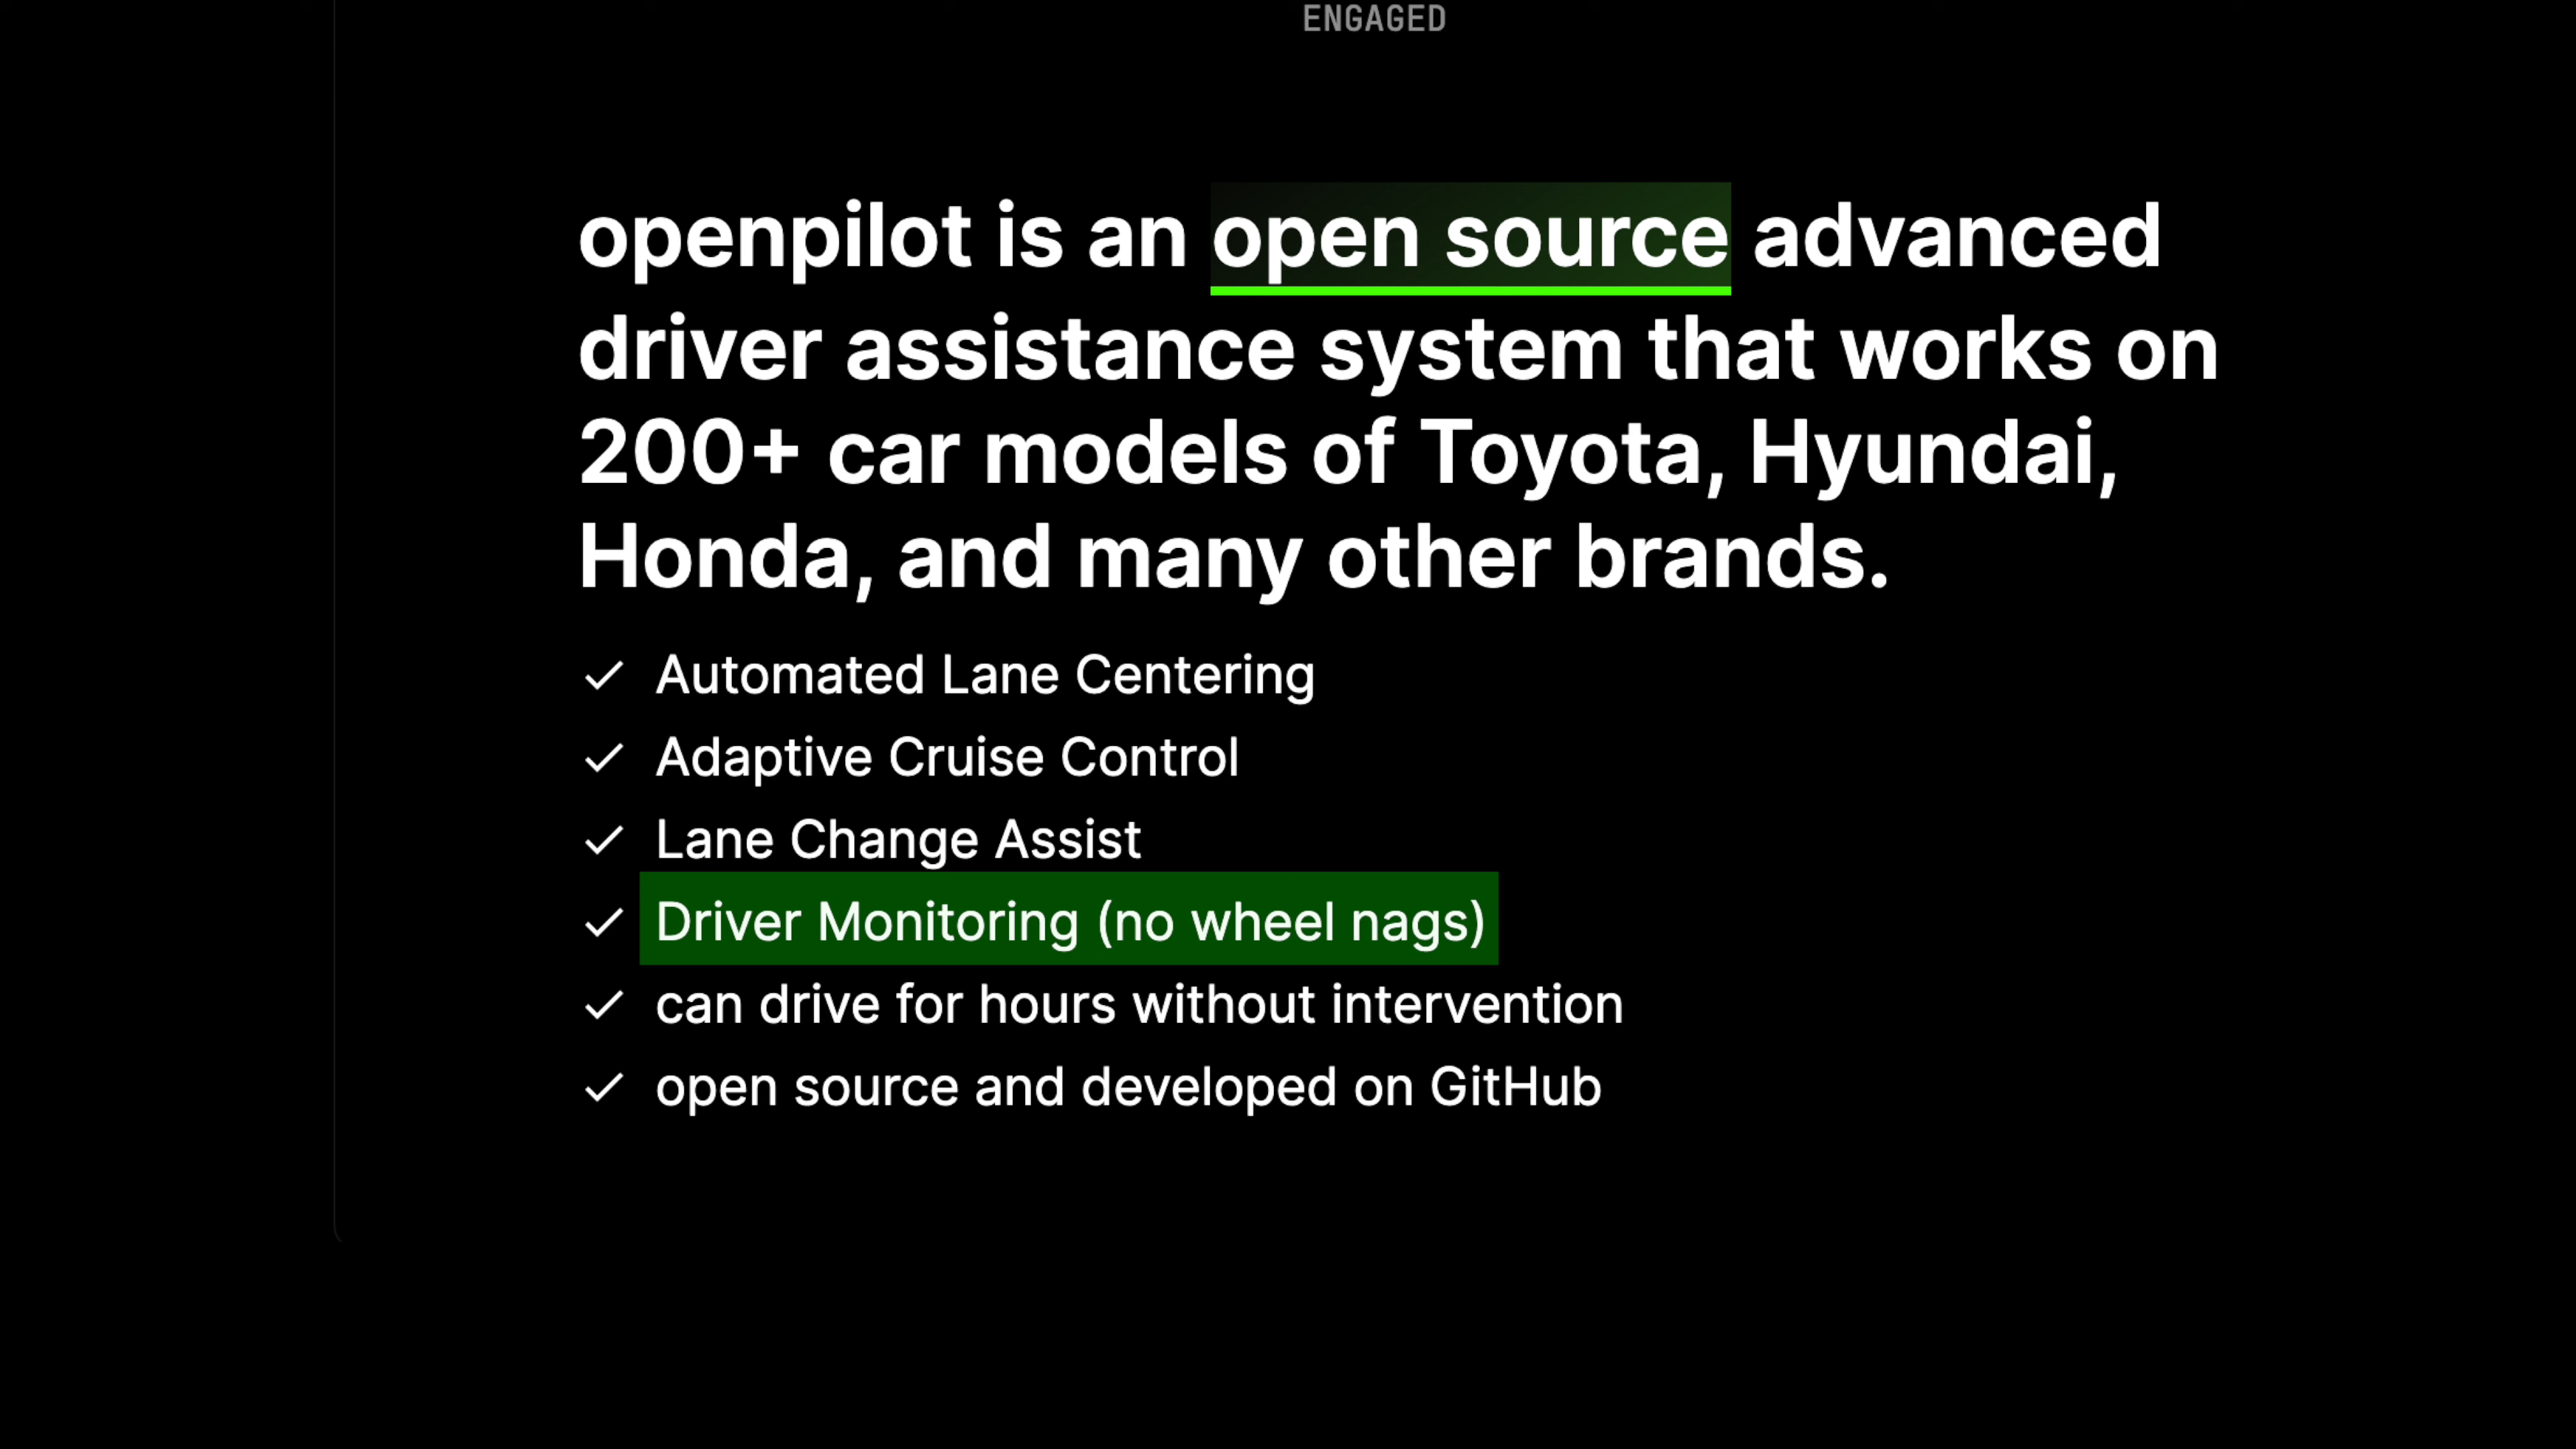 ENGAGED
openpilot is an open source advanced
driver assistance system that works on
200+ car models of Toyota, Hyundai,
Honda, and many other brands.
Automated Lane Centering
Adaptive Cruise Control
Lane Change Assist
Driver Monitoring (no wheel nags)
can drive for hours without intervention
open source and developed on GitHub